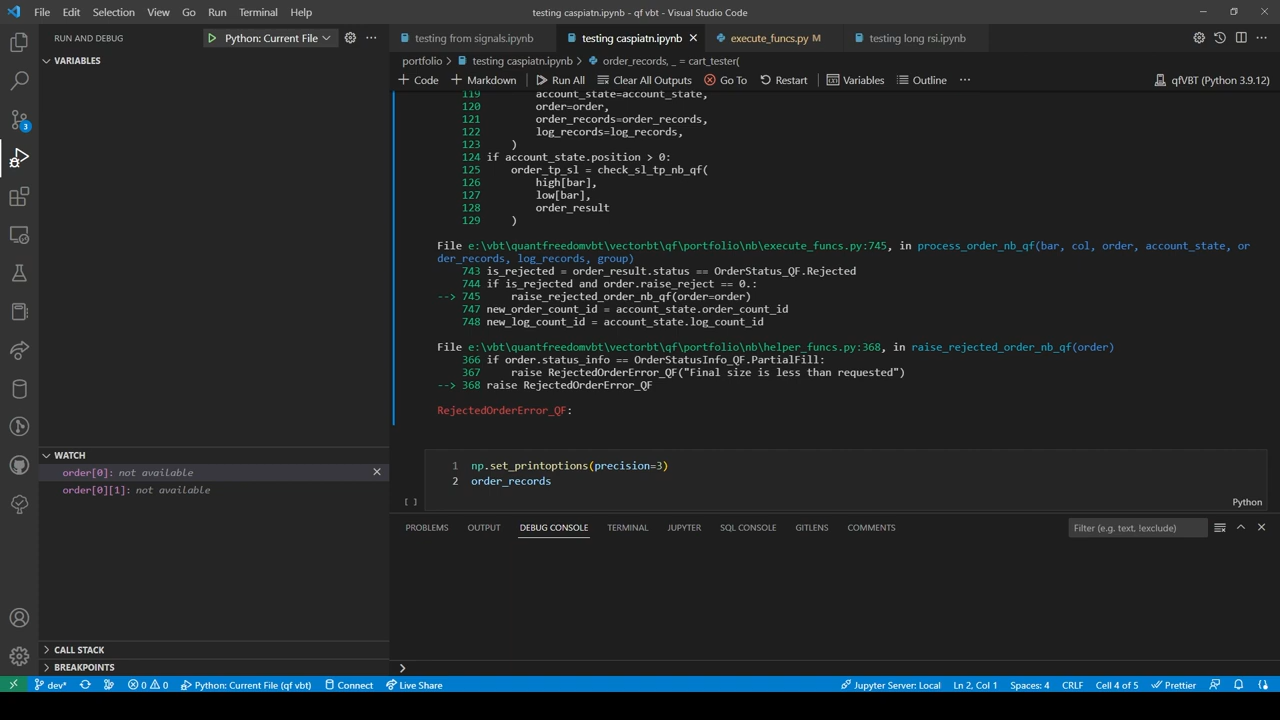 File Edit Selection View Go Run Terminal Help
testing caspiatn.ipynb - qf vbt - Visual Studio Code
RUN AND DEBUG
Python: Current File
testing from signals.ipynb
testing caspiatn.ipynb
execute_funcs.py M
testing long rsi.ipynb
portfolio > testing caspiatn.ipynb > order_records, _ = cart_tester(
+ Code + Markdown Run All Clear All Outputs Go To Restart Variables Outline ...
qfVBT (Python 3.9.12)
VARIABLES
119 account_state=account_state,
120 order=order,
121 order_records=order_records,
122 log_records=log_records,
123 )
124 if account_state.position > 0:
125 order_tp_sl = check_sl_tp_nb_qf(
126 high[bar],
127 low[bar],
128 order_result
129 )
File e:\vbt\quantfreedomvbt\vectorbt\qf\portfolio\nb\execute_funcs.py:745, in process_order_nb_qf(bar, col, order, account_state, or
der_records, log_records, group)
743 is_rejected = order_result.status == OrderStatus_QF.Rejected
744 if is_rejected and order.raise_reject == 0.:
--> 745 raise_rejected_order_nb_qf(order=order)
747 new_order_count_id = account_state.order_count_id
748 new_log_count_id = account_state.log_count_id
File e:\vbt\quantfreedomvbt\vectorbt\qf\portfolio\nb\helper_funcs.py:368, in raise_rejected_order_nb_qf(order)
366 if order.status_info == OrderStatusInfo_QF.PartialFill:
367 raise RejectedOrderError_QF("Final size is less than requested")
--> 368 raise RejectedOrderError_QF
RejectedOrderError_QF:
WATCH
order[0]: not available
order[0][1]: not available
1 np.set_printoptions(precision=3)
2 order_records
[ ]
Python
PROBLEMS OUTPUT DEBUG CONSOLE TERMINAL JUPYTER SQL CONSOLE GITLENS COMMENTS
Filter (e.g. text, !exclude)
CALL STACK
BREAKPOINTS
3
>
dev* 0 0 Python: Current File (qf vbt) Connect Live Share
Jupyter Server: Local Ln 2, Col 1 Spaces: 4 CRLF Cell 4 of 5 Prettier